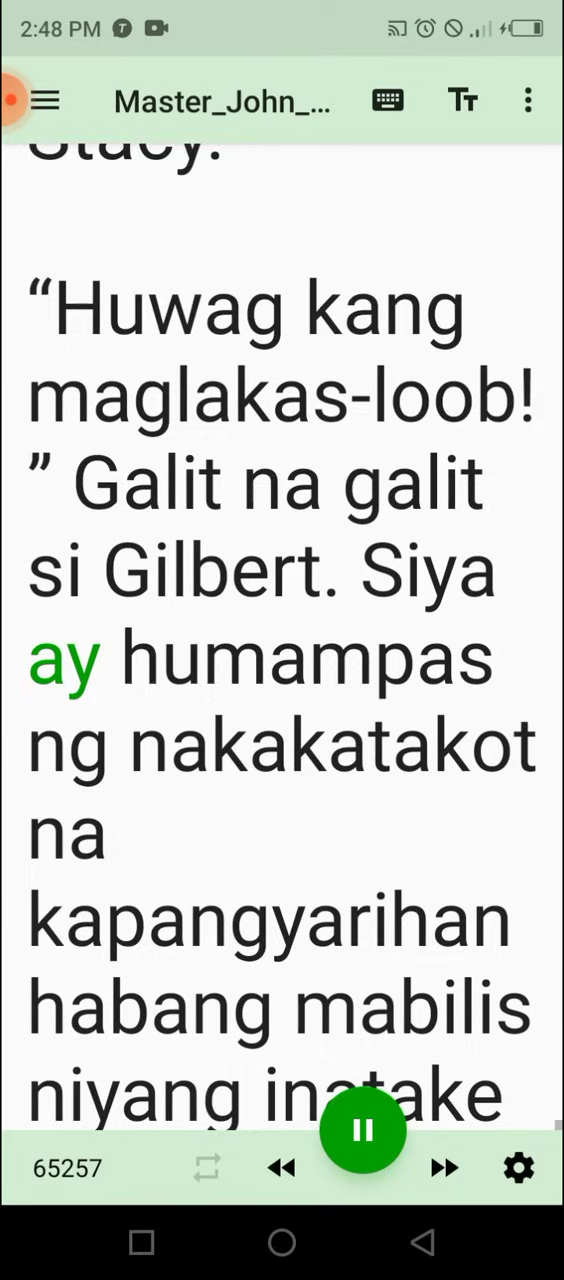 2:48 PM
Master_John_...
Stacy.
“Huwag kang
maglakas-loob!
” Galit na galit
si Gilbert. Siya
ay humampas
ng nakakatakot
na
kapangyarihan
habang mabilis
niyang inatake
65257